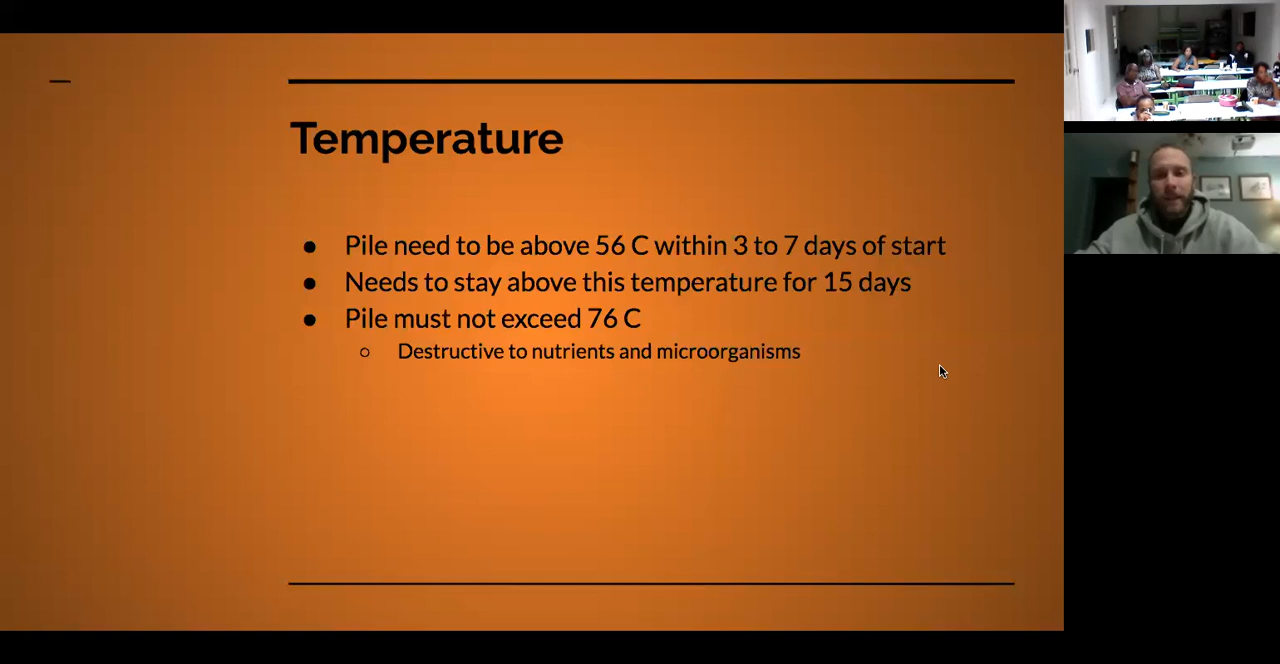 Temperature
● Pile need to be above 56 C within 3 to 7 days of start
● Needs to stay above this temperature for 15 days
● Pile must not exceed 76 C
○ Destructive to nutrients and microorganisms